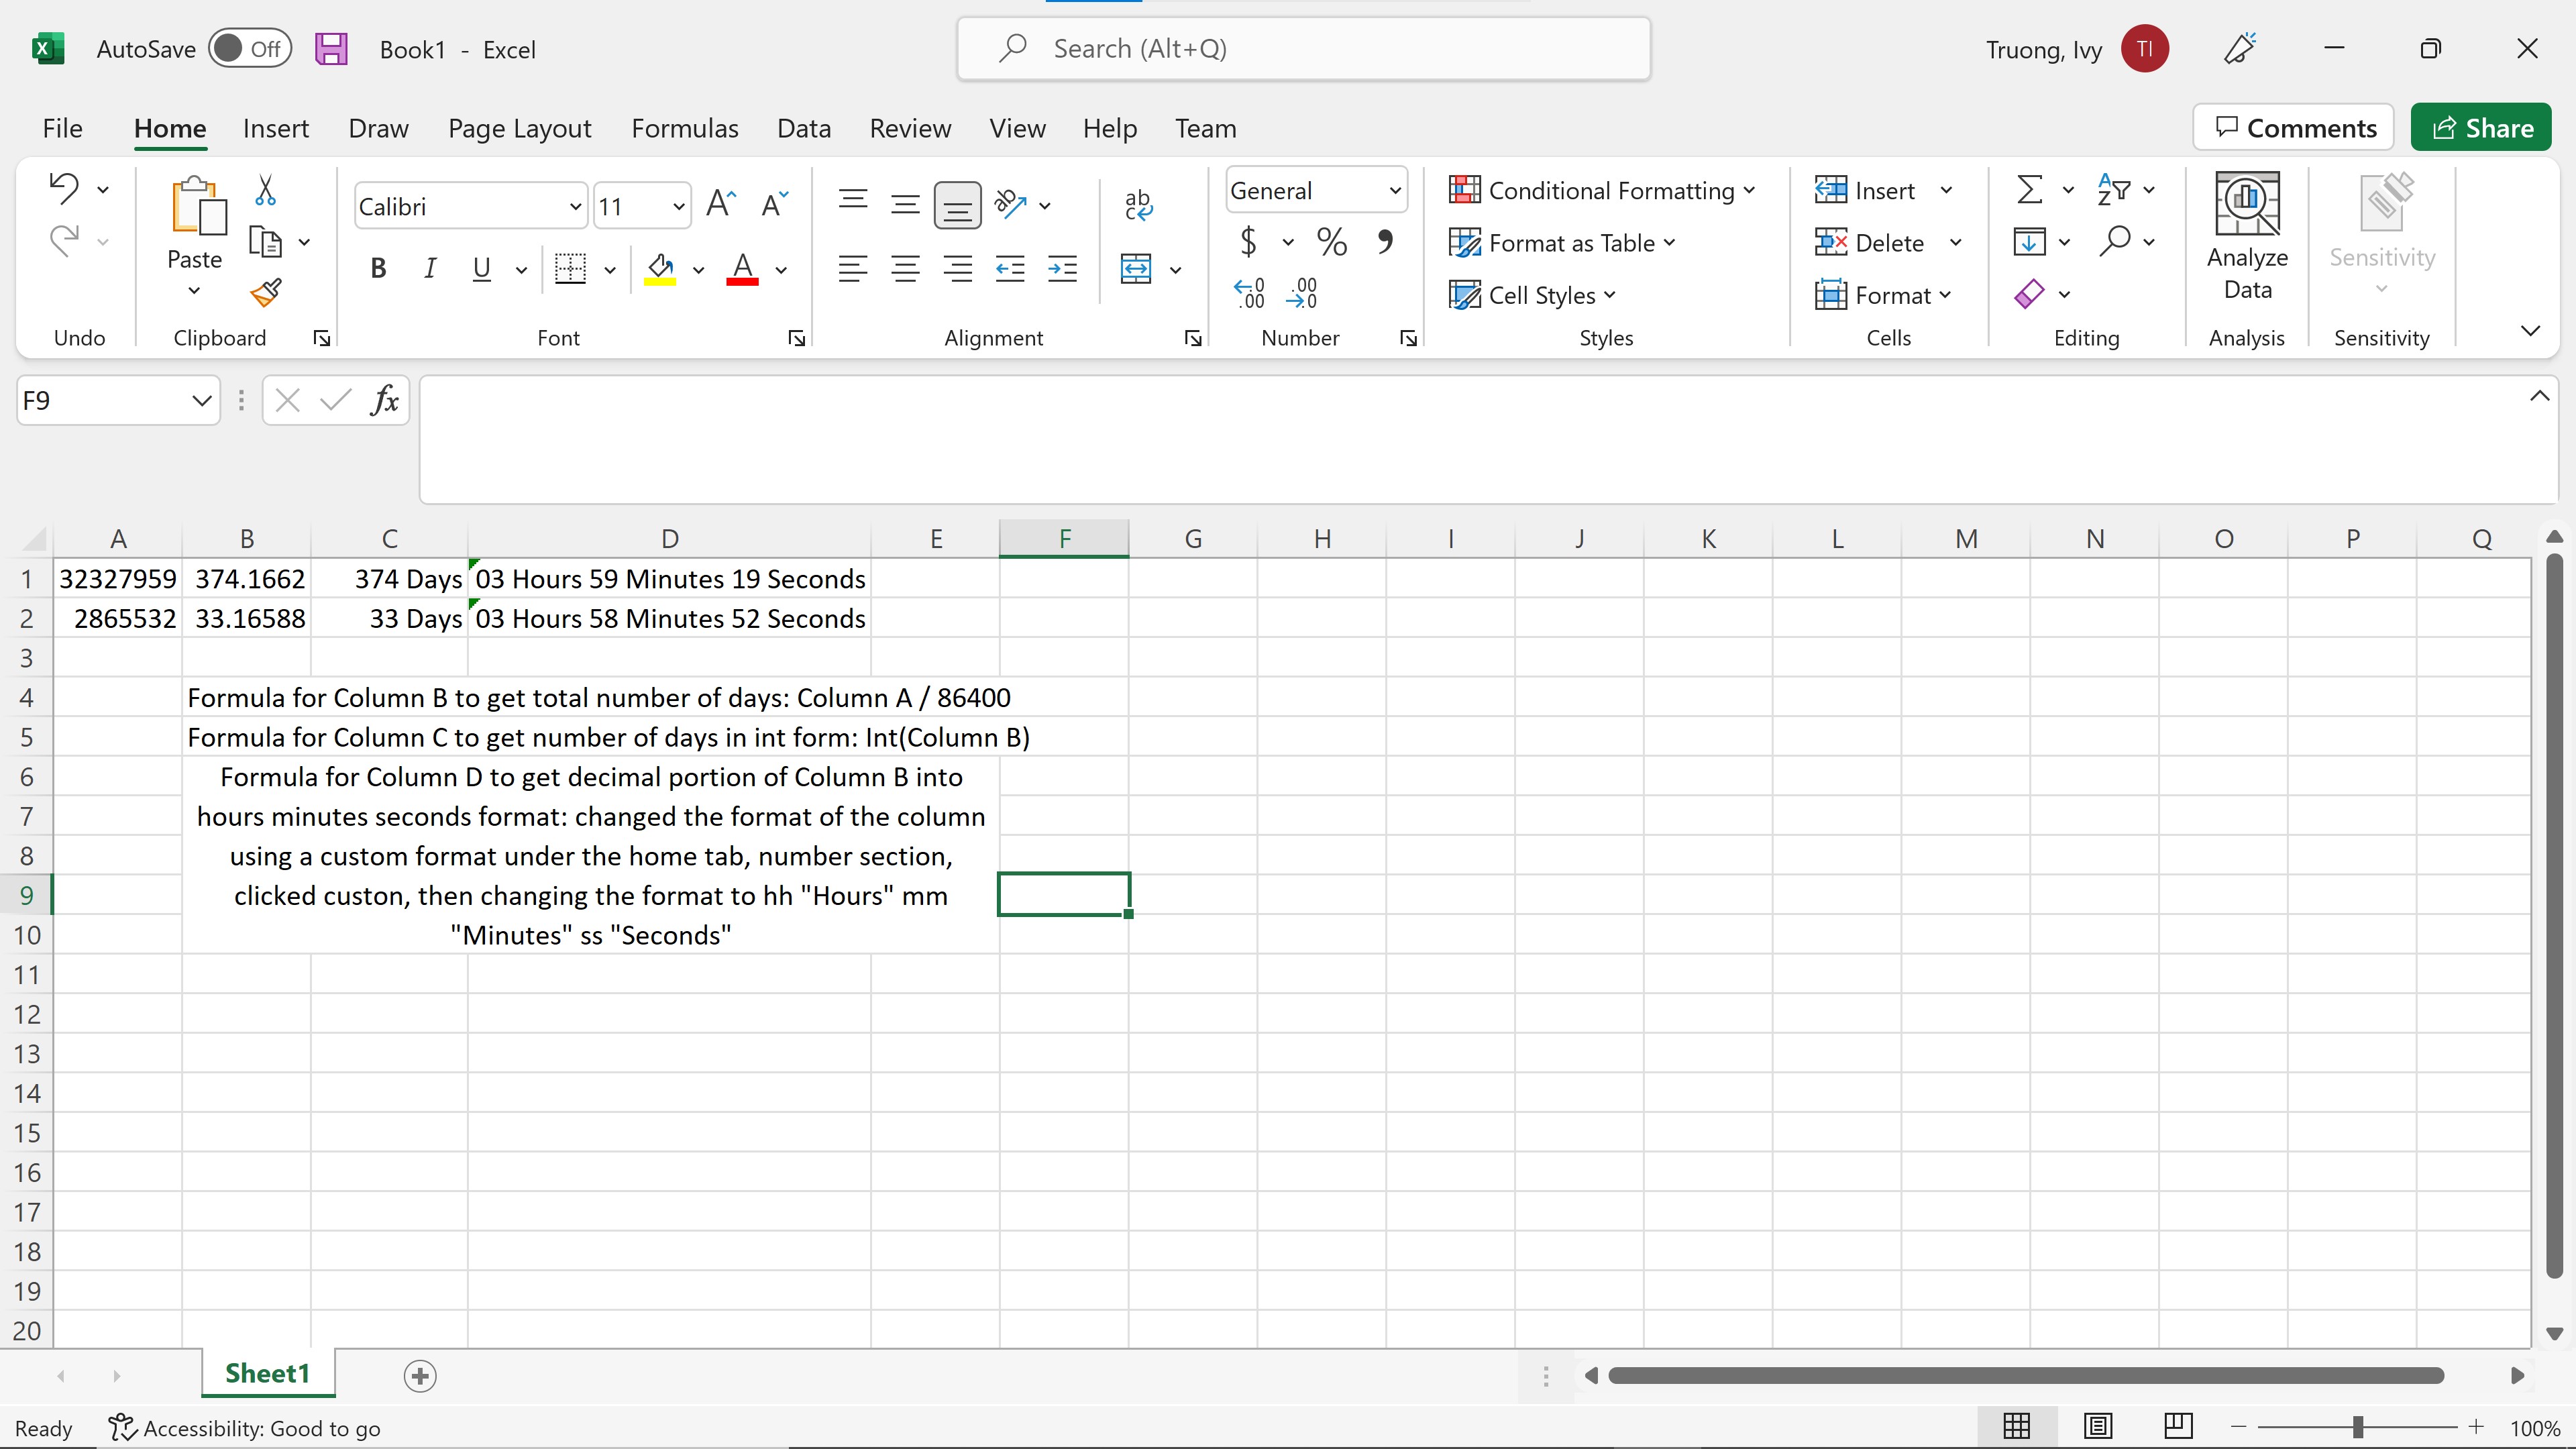 AutoSave Off Book1 - Excel Search (Alt+Q) Truong, Ivy TI
File Home Insert Draw Page Layout Formulas Data Review View Help Team Comments Share
Paste
Calibri 11
B I U A
ab
c
General
$ % ,
Conditional Formatting
Format as Table
Cell Styles
Insert
Delete
Format
Analyze
Data
Sensitivity
Undo Clipboard Font Alignment Number Styles Cells Editing Analysis Sensitivity
F9 fx
A B C D E F G H I J K L M N O P Q
1 32327959 374.1662 374 Days 03 Hours 59 Minutes 19 Seconds
2 2865532 33.16588 33 Days 03 Hours 58 Minutes 52 Seconds
3
4 Formula for Column B to get total number of days: Column A / 86400
5 Formula for Column C to get number of days in int form: Int(Column B)
6 Formula for Column D to get decimal portion of Column B into
7 hours minutes seconds format: changed the format of the column
8 using a custom format under the home tab, number section,
9 clicked custon, then changing the format to hh "Hours" mm
10 "Minutes" ss "Seconds"
11
12
13
14
15
16
17
18
19
20
Sheet1
Ready Accessibility: Good to go 100%